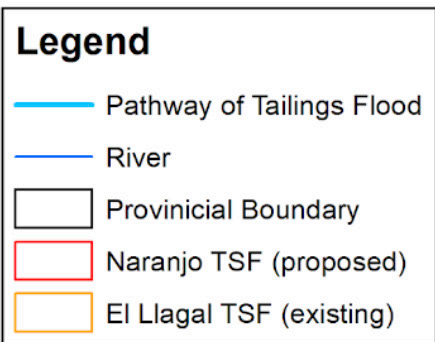 Legend
Pathway of Tailings Flood
River
Provinicial Boundary
Naranjo TSF (proposed)
El Llagal TSF (existing)